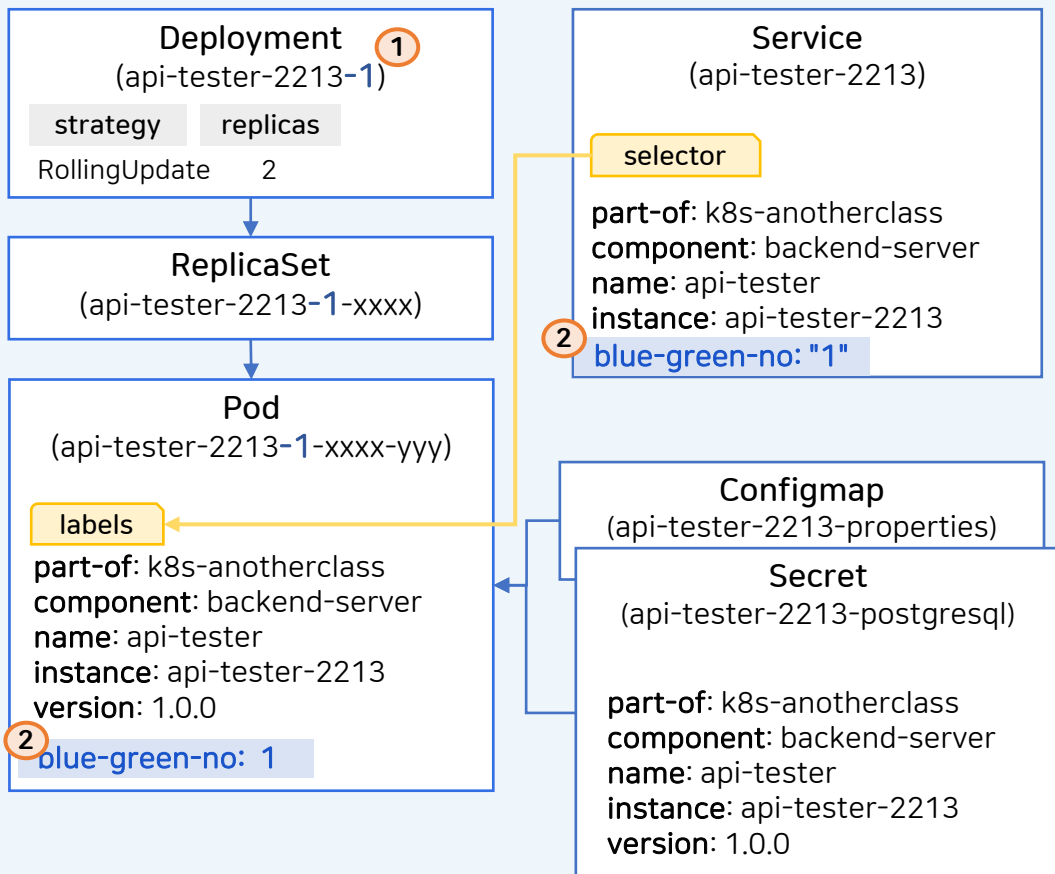 Deployment
1
(api-tester-2213-1)
strategy
replicas
RollingUpdate
2
ReplicaSet
(api-tester-2213-1-xxxx)
Pod
(api-tester-2213-1-xxxx-yyy)
labels
part-of: k8s-anotherclass
component: backend-server
name: api-tester
instance: api-tester-2213
version: 1.0.0
2
blue-green-no: 1
Service
(api-tester-2213)
selector
part-of: k8s-anotherclass
component: backend-server
name: api-tester
instance: api-tester-2213
2
blue-green-no: "1"
Configmap
(api-tester-2213-properties)
Secret
(api-tester-2213-postgresql)
part-of: k8s-anotherclass
component: backend-server
name: api-tester
instance: api-tester-2213
version: 1.0.0